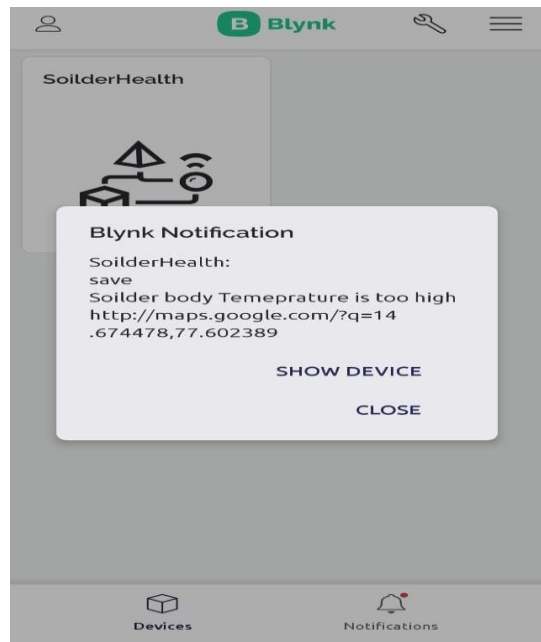 B Blynk
SoilderHealth
Blynk Notification
SoilderHealth:
save
Soilder body Temeprature is too high
http://maps.google.com/?q=14
.674478,77.602389
SHOW DEVICE
CLOSE
Devices
Notifications